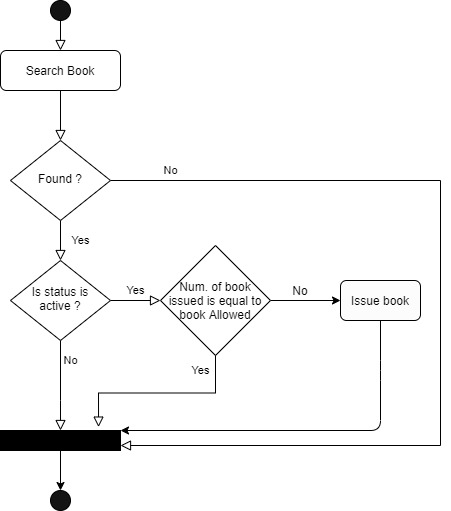 Search Book
Found ?
No
Yes
Is status is
active ?
Yes
Num. of book
issued is equal to
book Allowed
No
Issue book
No
Yes